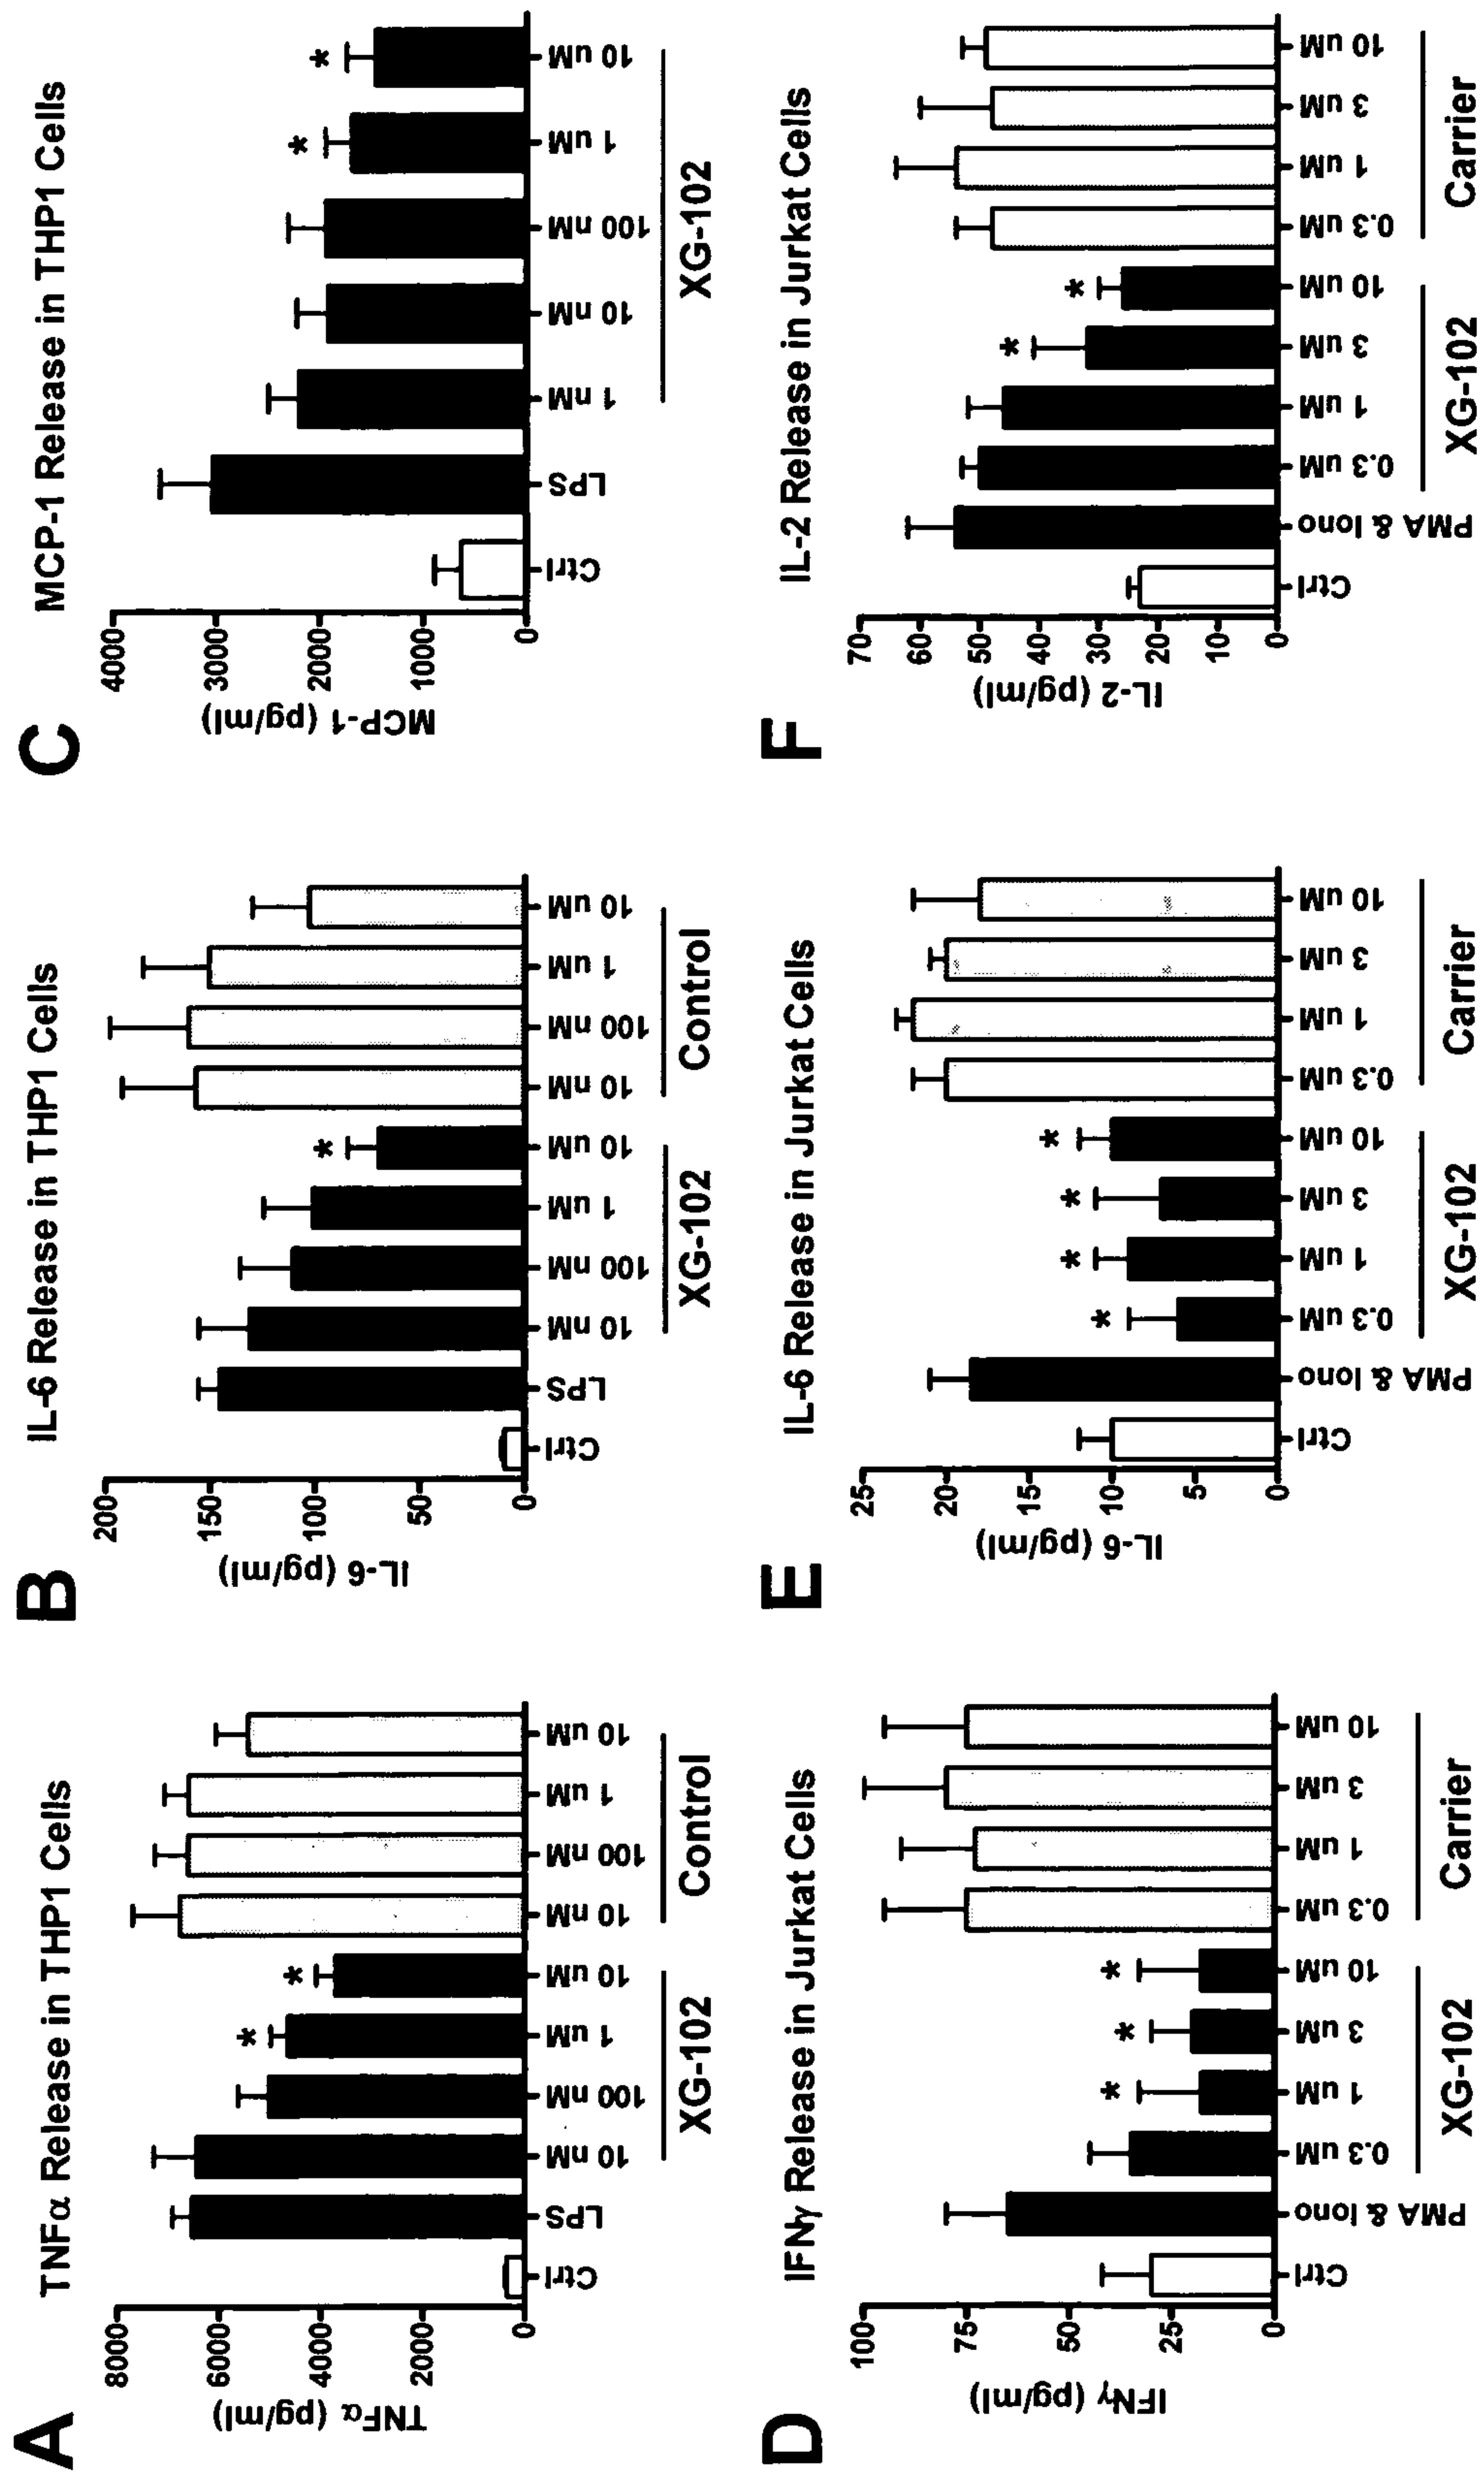 A
TNFα Release in THP1 Cells
TNFα (pg/ml)
8000
6000
4000
2000
0
Ctrl
LPS
10 nM
100 nM
1 uM
10 uM
10 nM
100 nM
1 uM
10 uM
*
*
XG-102
Control
B
IL-6 Release in THP1 Cells
IL-6 (pg/ml)
200
150
100
50
0
Ctrl
LPS
10 nM
100 nM
1 uM
10 uM
10 nM
100 nM
1 uM
10 uM
*
XG-102
Control
C
MCP-1 Release in THP1 Cells
MCP-1 (pg/ml)
4000
3000
2000
1000
0
Ctrl
LPS
1 nM
10 nM
100 nM
1 uM
10 uM
*
*
XG-102
D
IFNγ Release in Jurkat Cells
IFNγ (pg/ml)
100
75
50
25
0
Ctrl
PMA & Iono
0.3 uM
1 uM
3 uM
10 uM
0.3 uM
1 uM
3 uM
10 uM
*
*
*
XG-102
Carrier
E
IL-6 Release in Jurkat Cells
IL-6 (pg/ml)
25
20
15
10
5
0
Ctrl
PMA & Iono
0.3 uM
1 uM
3 uM
10 uM
0.3 uM
1 uM
3 uM
10 uM
*
*
*
*
XG-102
Carrier
F
IL-2 Release in Jurkat Cells
IL-2 (pg/ml)
70
60
50
40
30
20
10
0
Ctrl
PMA & Iono
0.3 uM
1 uM
3 uM
10 uM
0.3 uM
1 uM
3 uM
10 uM
*
*
XG-102
Carrier